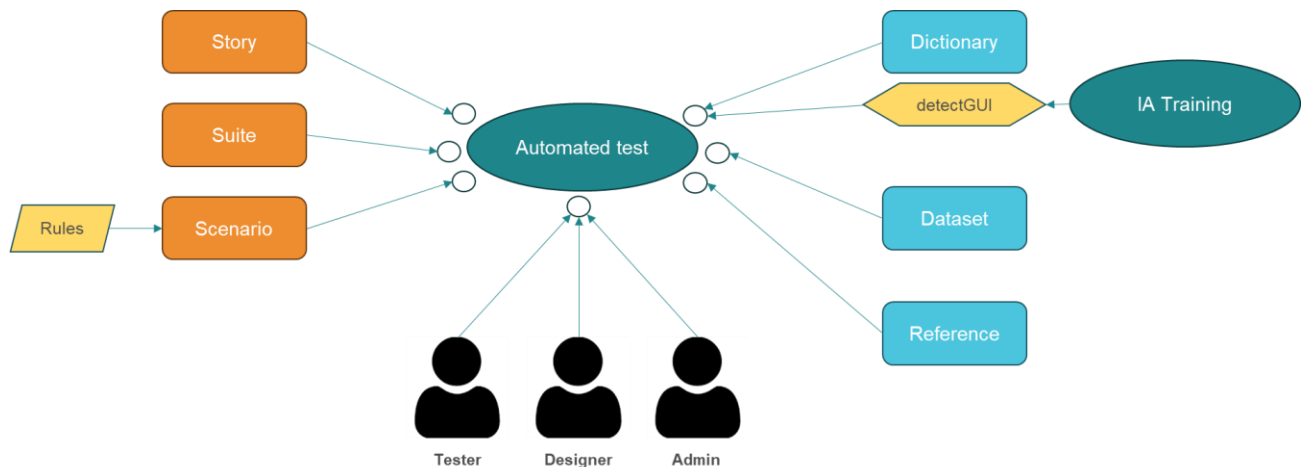 Story
Dictionary
detectGUI
IA Training
Suite
Automated test
Rules
Scenario
Dataset
Reference
Tester
Designer
Admin